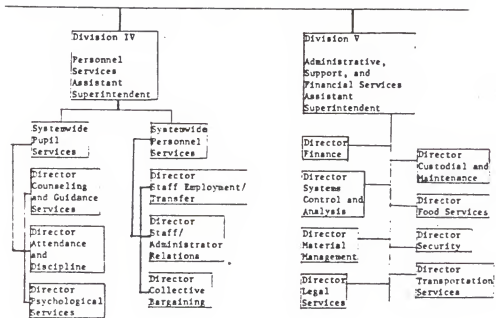 Division IV
Personnel
Services
Assistant
Superintendent
Systemwide
Pupil
Services
Director
Counseling
and Guidance
Services
Director
Attendance
and
Discipline
Director
Psychological
Services
Systemwide
Personnel
Services
Director
Staff Employment/
Transfer
Director
Staff/
Administrator
Relations
Director
Collective
Bargaining
Division V
Administrative,
Support, and
Financial Services
Assistant
Superintendent
Director
Finance
Director
Systems
Control and
Analysis
Director
Material
Management
Director
Legal
Services
Director
Custodial and
Maintenance
Director
Food Services
Director
Security
Director
Transportation
Services